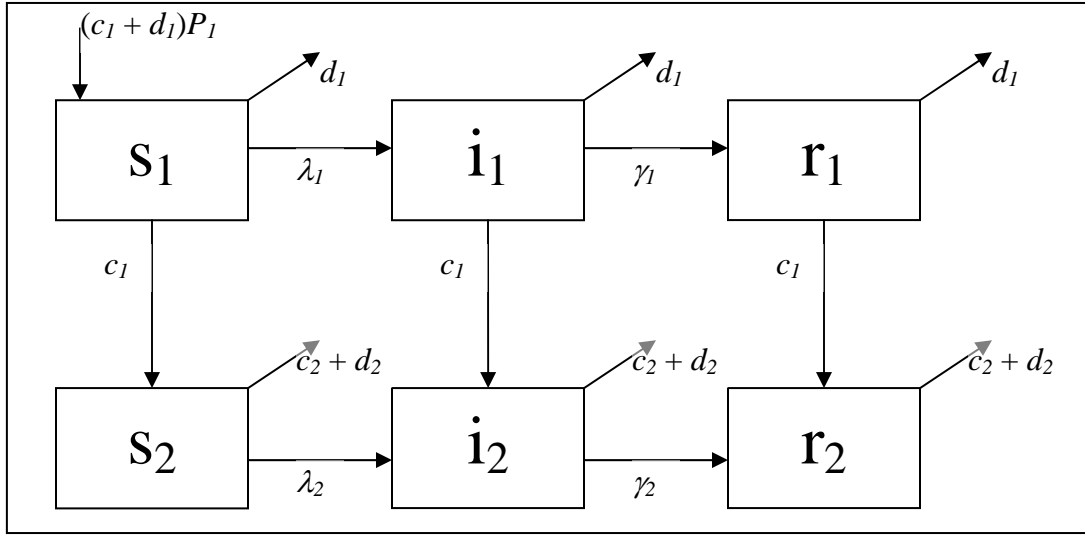 (c₁ + d₁)P₁
d₁ d₁ d₁
s₁ i₁ r₁
λ₁ γ₁
c₁ c₁ c₁
c₂ + d₂ c₂ + d₂ c₂ + d₂
s₂ i₂ r₂
λ₂ γ₂